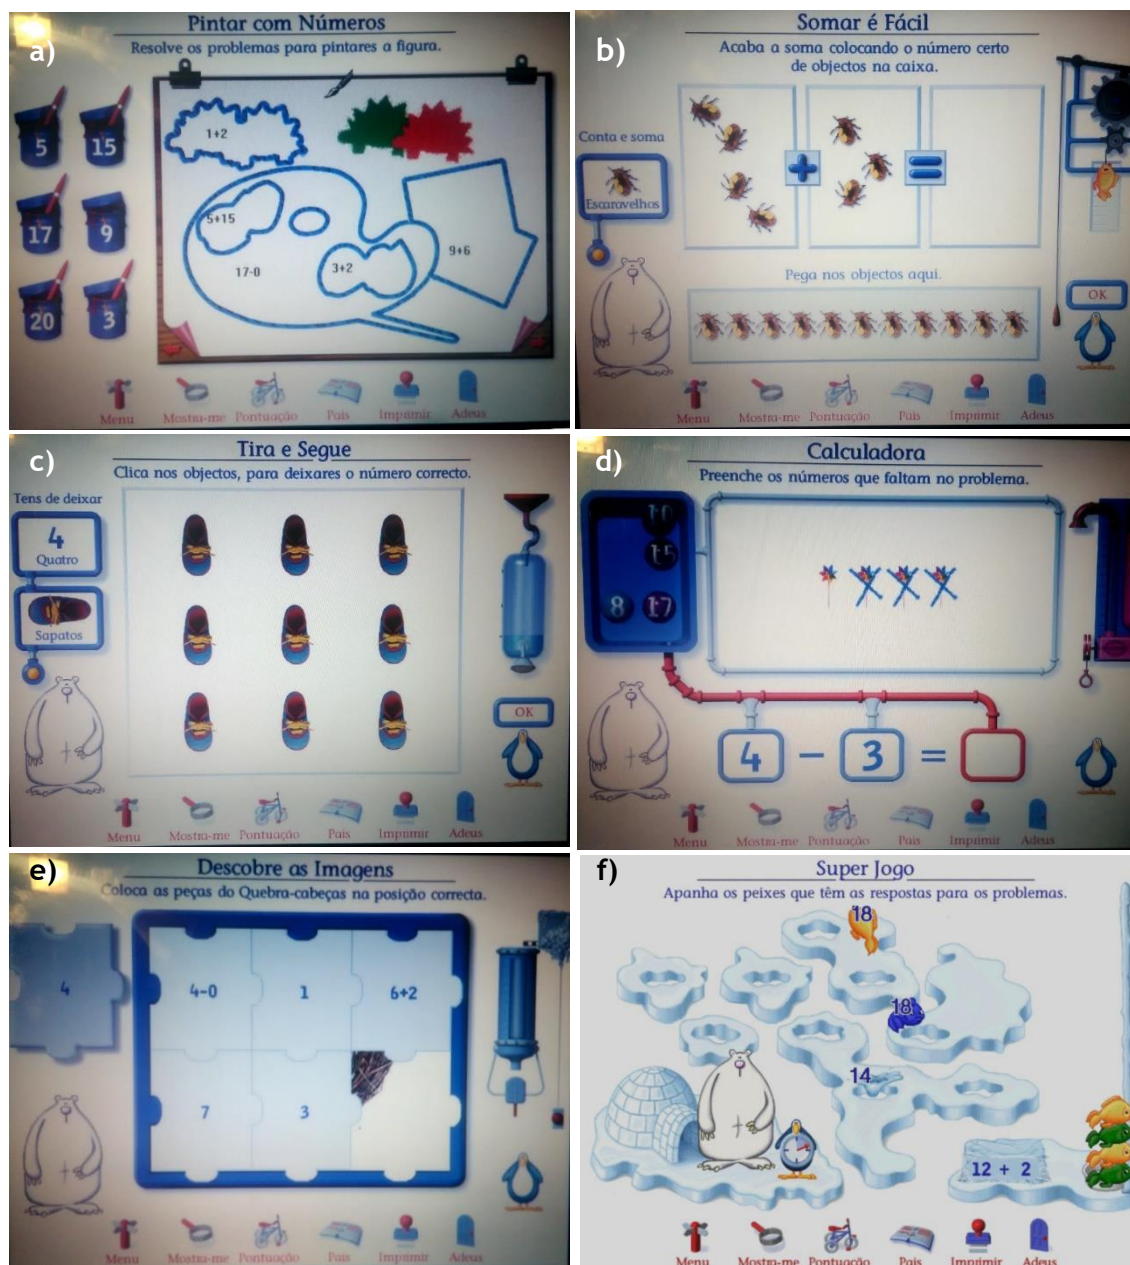 a)
Pintar com Números
Resolve os problemas para pintares a figura.
5
15
17
9
20
3
1+2
5+15
17-0
3+2
9+6
Menu
Mostra-me
Pontuação
Pais
Imprimir
Adeus
b)
Somar é Fácil
Acaba a soma colocando o número certo
de objectos na caixa.
Conta e soma
Escaravelhos
+
=
Pega nos objectos aqui.
OK
Menu
Mostra-me
Pontuação
Pais
Imprimir
Adeus
c)
Tira e Segue
Clica nos objectos, para deixares o número correcto.
Tens de deixar
4
Quatro
Sapatos
OK
Menu
Mostra-me
Pontuação
Pais
Imprimir
Adeus
d)
Calculadora
Preenche os números que faltam no problema.
10
15
8
17
4 - 3 =
Menu
Mostra-me
Pontuação
Pais
Imprimir
Adeus
e)
Descobre as Imagens
Coloca as peças do Quebra-cabeças na posição correcta.
4
4-0
1
6+2
7
3
Menu
Mostra-me
Pontuação
Pais
Imprimir
Adeus
f)
Super Jogo
Apanha os peixes que têm as respostas para os problemas.
18
18
14
12 + 2
Menu
Mostra-me
Pontuação
Pais
Imprimir
Adeus